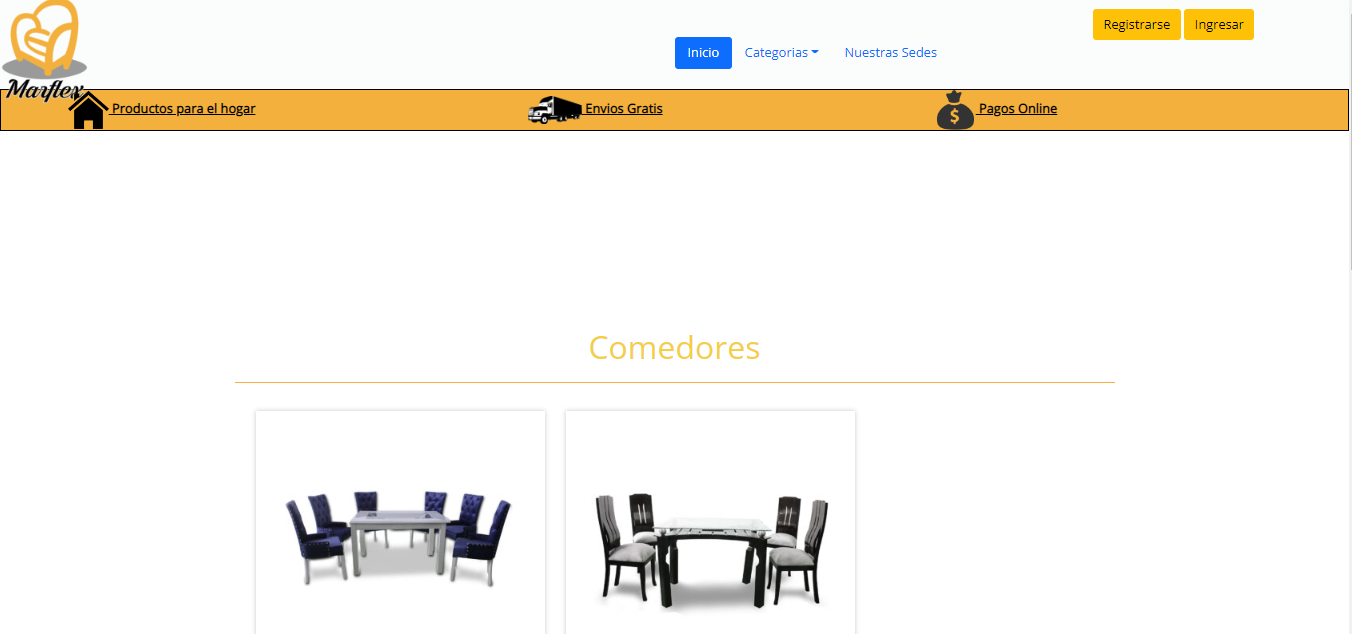 Registrarse Ingresar
Inicio Categorias Nuestras Sedes
Marflex
Productos para el hogar Envios Gratis $ Pagos Online
Comedores